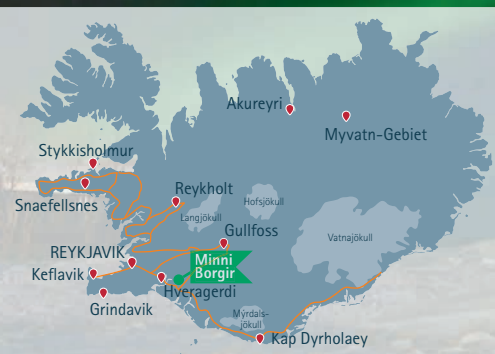 Akureyri
Myvatn-Gebiet
Stykkisholmur
Snaefellsnes
Reykholt
Hofsjökull
Langjökull
Gullfoss
Vatnajökull
REYKJAVIK
Minni
Borgir
Keflavik
Hveragerdi
Grindavik
Mýrdals-
jökull
Kap Dyrholaey